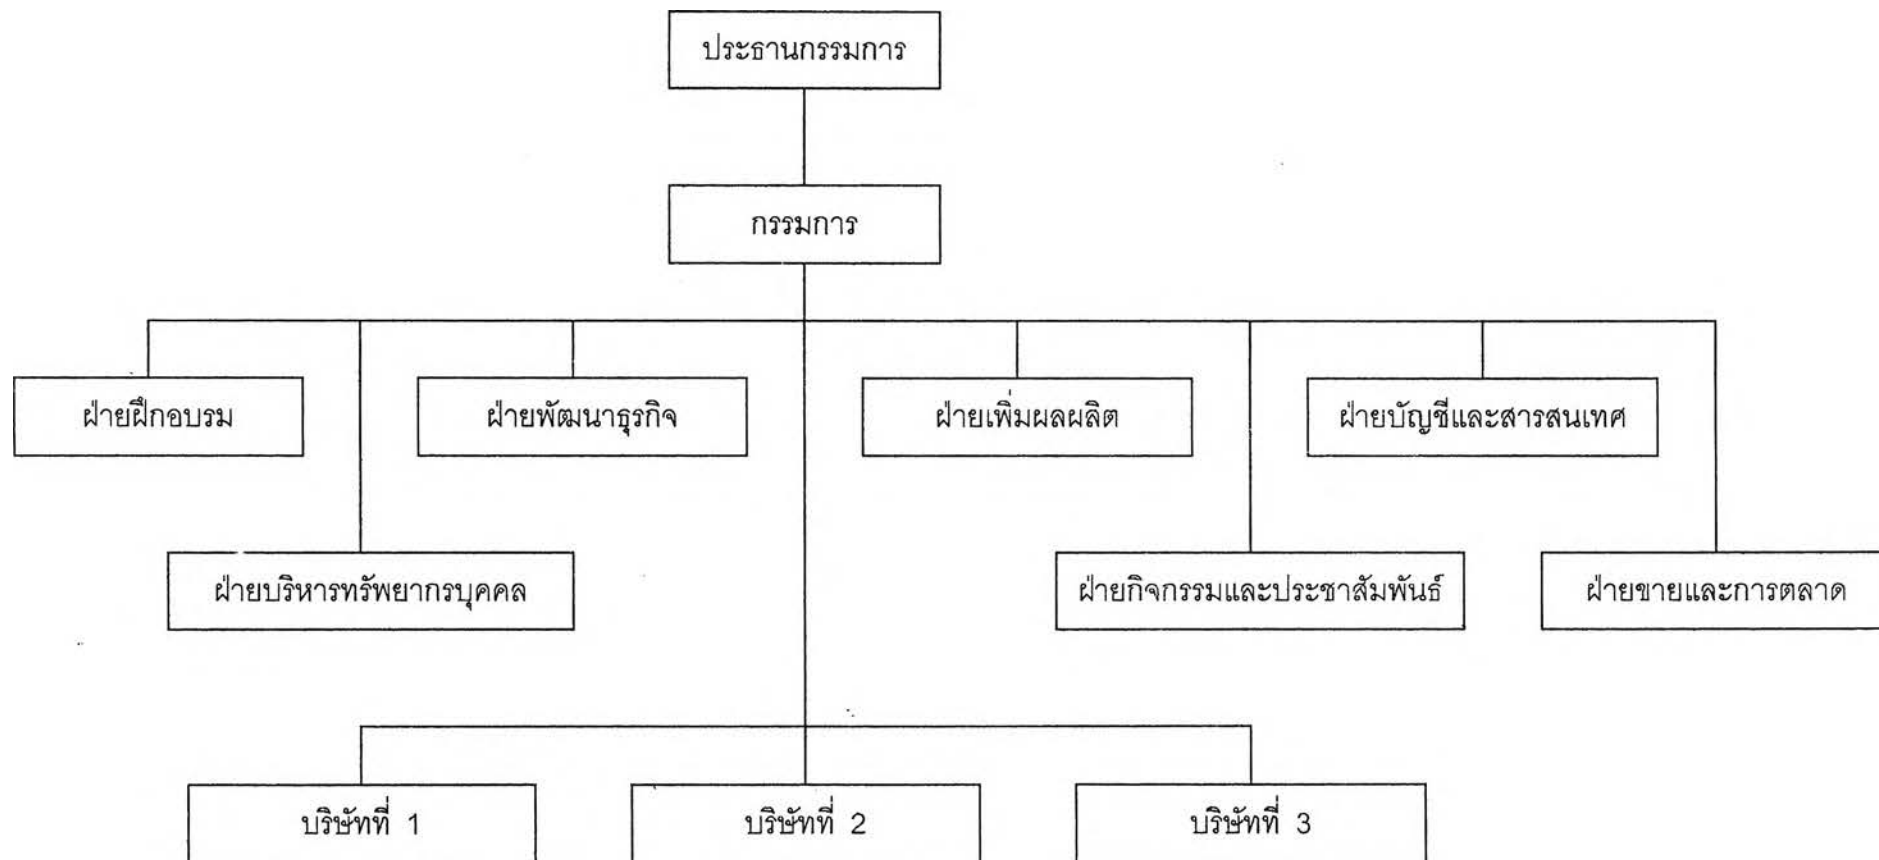 ประธานกรรมการ
กรรมการ
ฝ่ายฝึกอบรม
ฝ่ายพัฒนาธุรกิจ
ฝ่ายเพิ่มผลผลิต
ฝ่ายบัญชีและสารสนเทศ
ฝ่ายบริหารทรัพยากรบุคคล
ฝ่ายกิจกรรมและประชาสัมพันธ์
ฝ่ายขายและการตลาด
บริษัทที่ 1
บริษัทที่ 2
บริษัทที่ 3